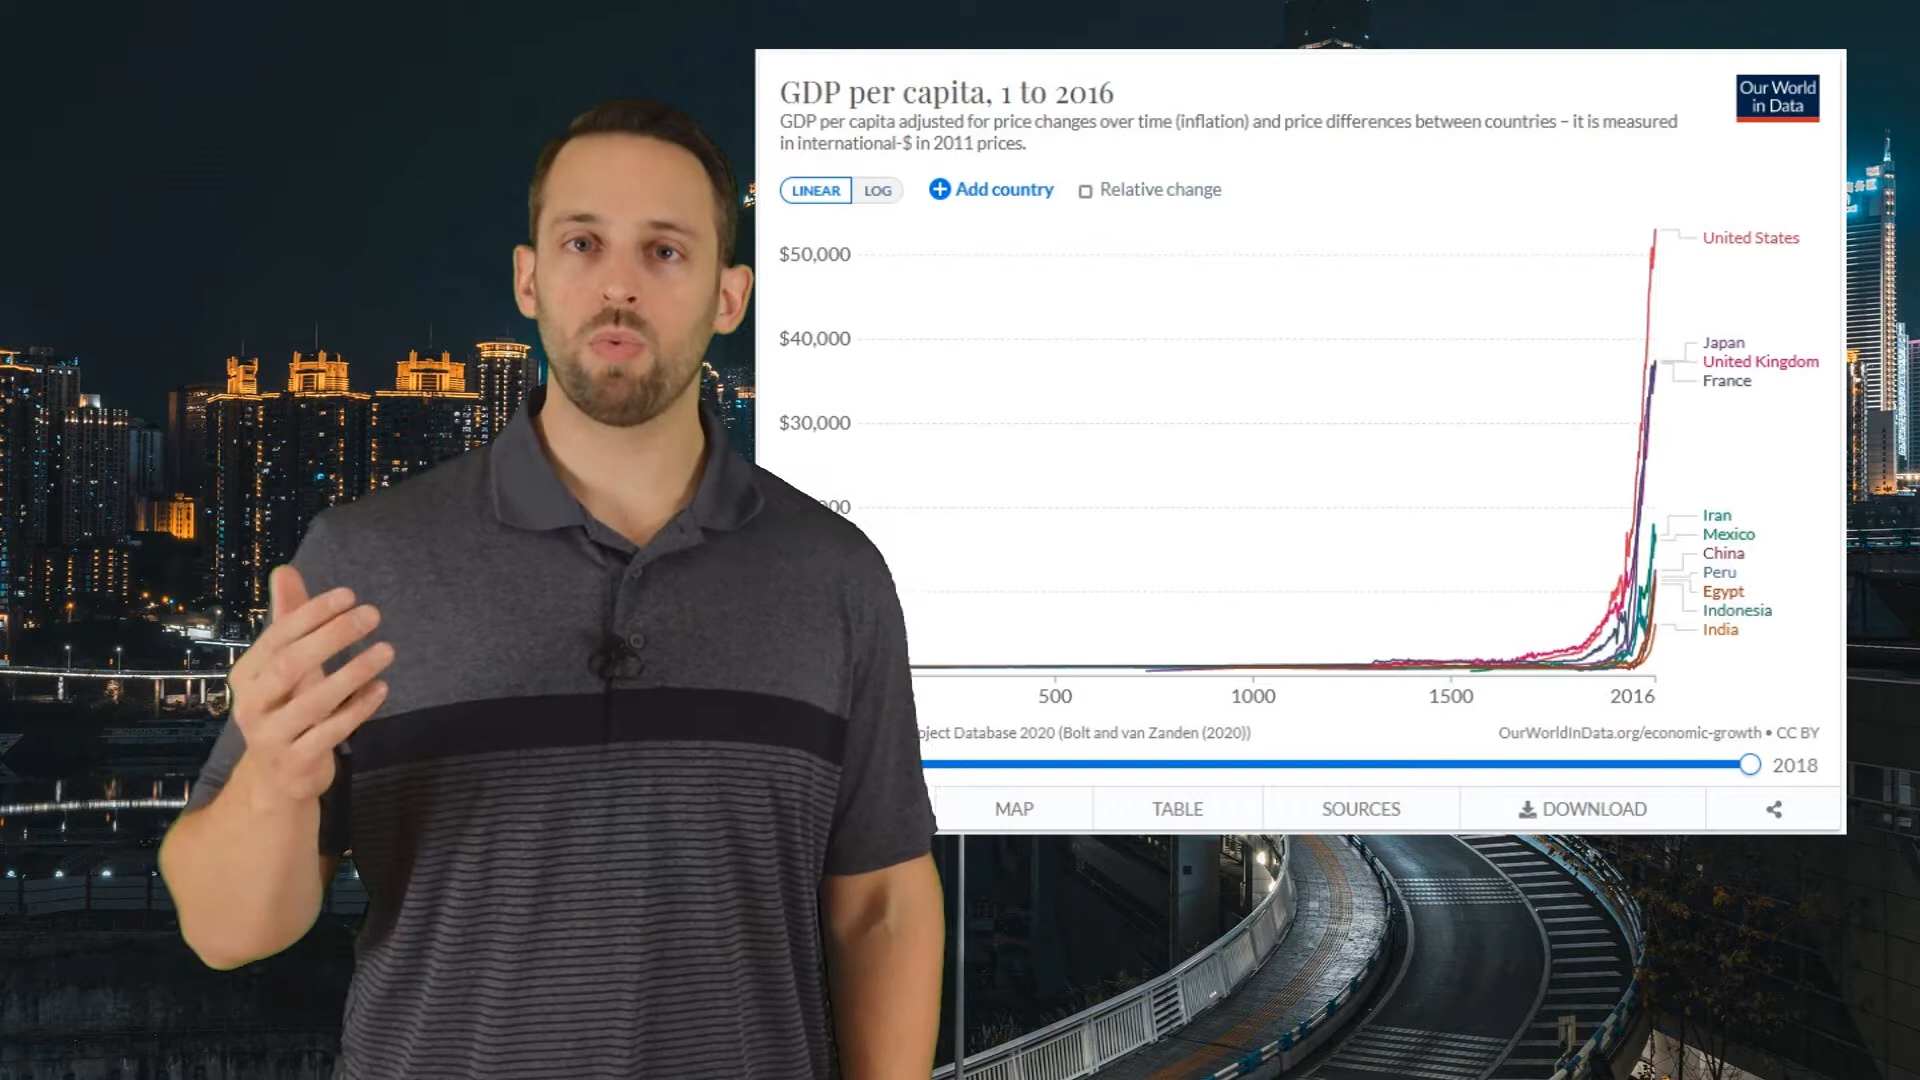 GDP per capita, 1 to 2016
GDP per capita adjusted for price changes over time (inflation) and price differences between countries – it is measured
in international-$ in 2011 prices.
Our World
in Data
LINEAR LOG Add country Relative change
$50,000
$40,000
$30,000
United States
Japan
United Kingdom
France
Iran
Mexico
China
Peru
Egypt
Indonesia
India
500 1000 1500 2016
Database 2020 (Bolt and van Zanden (2020))
OurWorldInData.org/economic-growth • CC BY
2018
MAP TABLE SOURCES DOWNLOAD